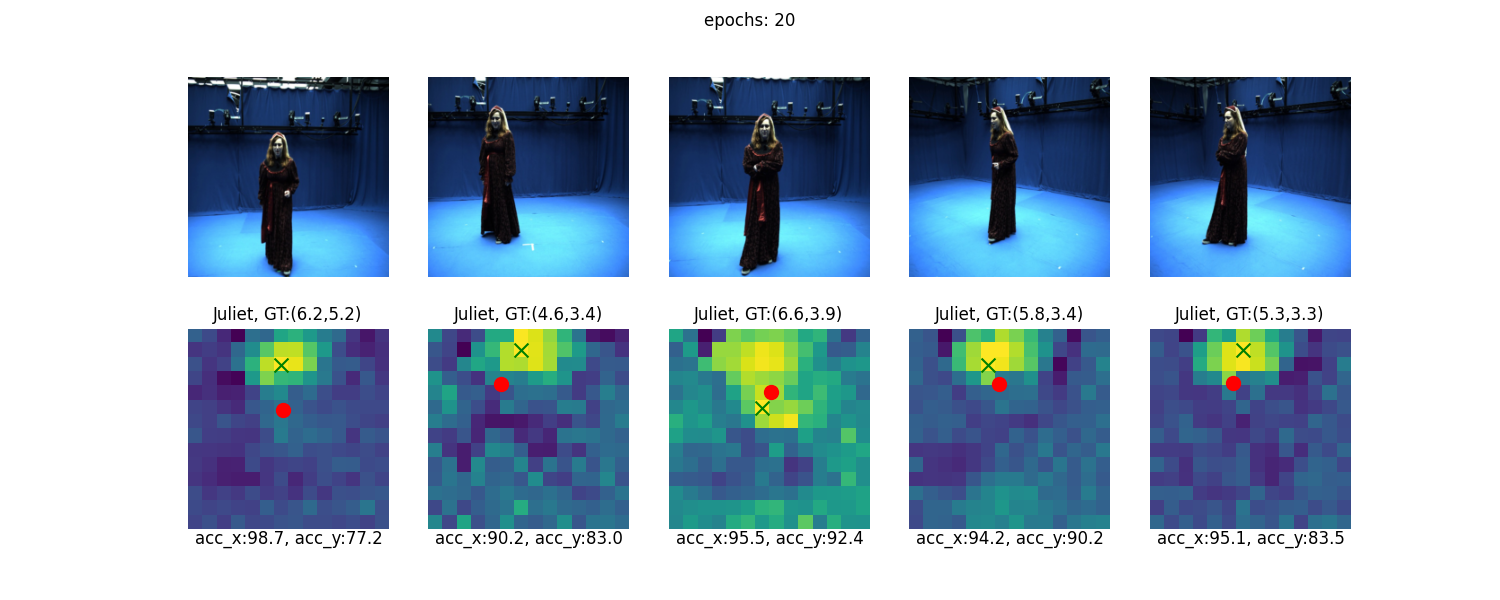 epochs: 20
Juliet, GT:(6.2,5.2)
Juliet, GT:(4.6,3.4)
Juliet, GT:(6.6,3.9)
Juliet, GT:(5.8,3.4)
Juliet, GT:(5.3,3.3)
acc_x:98.7, acc_y:77.2
acc_x:90.2, acc_y:83.0
acc_x:95.5, acc_y:92.4
acc_x:94.2, acc_y:90.2
acc_x:95.1, acc_y:83.5